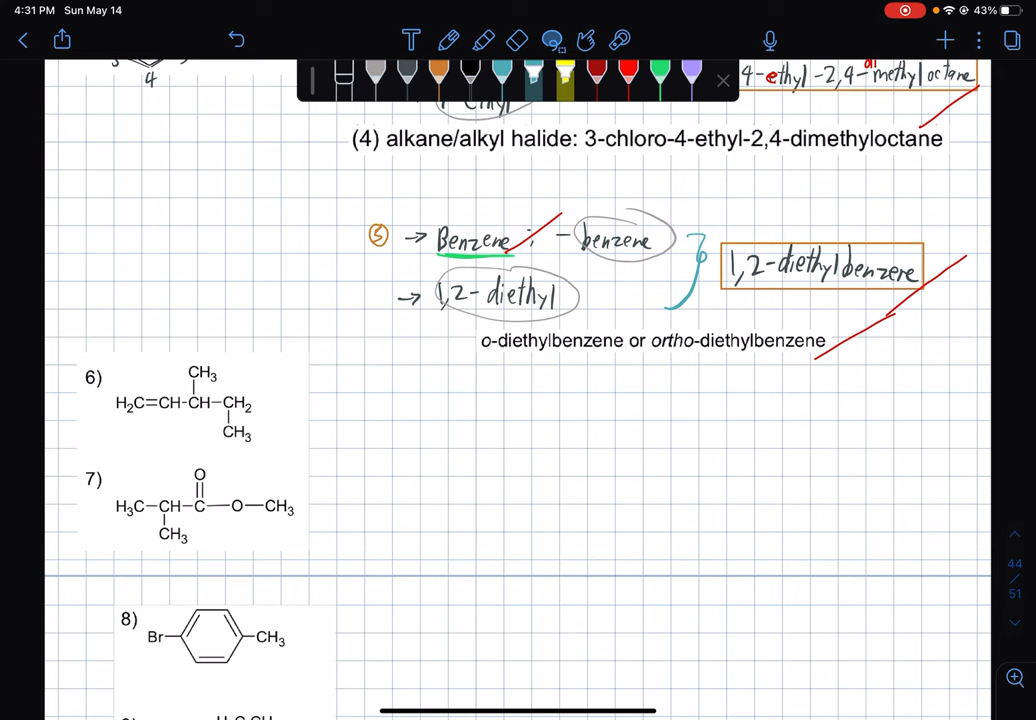 4:31 PM Sun May 14
43%
4
4-ethyl-2,4-dimethyloctane
(4) alkane/alkyl halide: 3-chloro-4-ethyl-2,4-dimethyloctane
5 → Benzene : -benzene
1,2-diethylbenzene
→ 1,2-diethyl
o-diethylbenzene or ortho-diethylbenzene
6)
CH3
H2C=CH-CH-CH2
CH3
7)
O
H3C-CH-C-O-CH3
CH3
44
/
51
8)
Br CH3